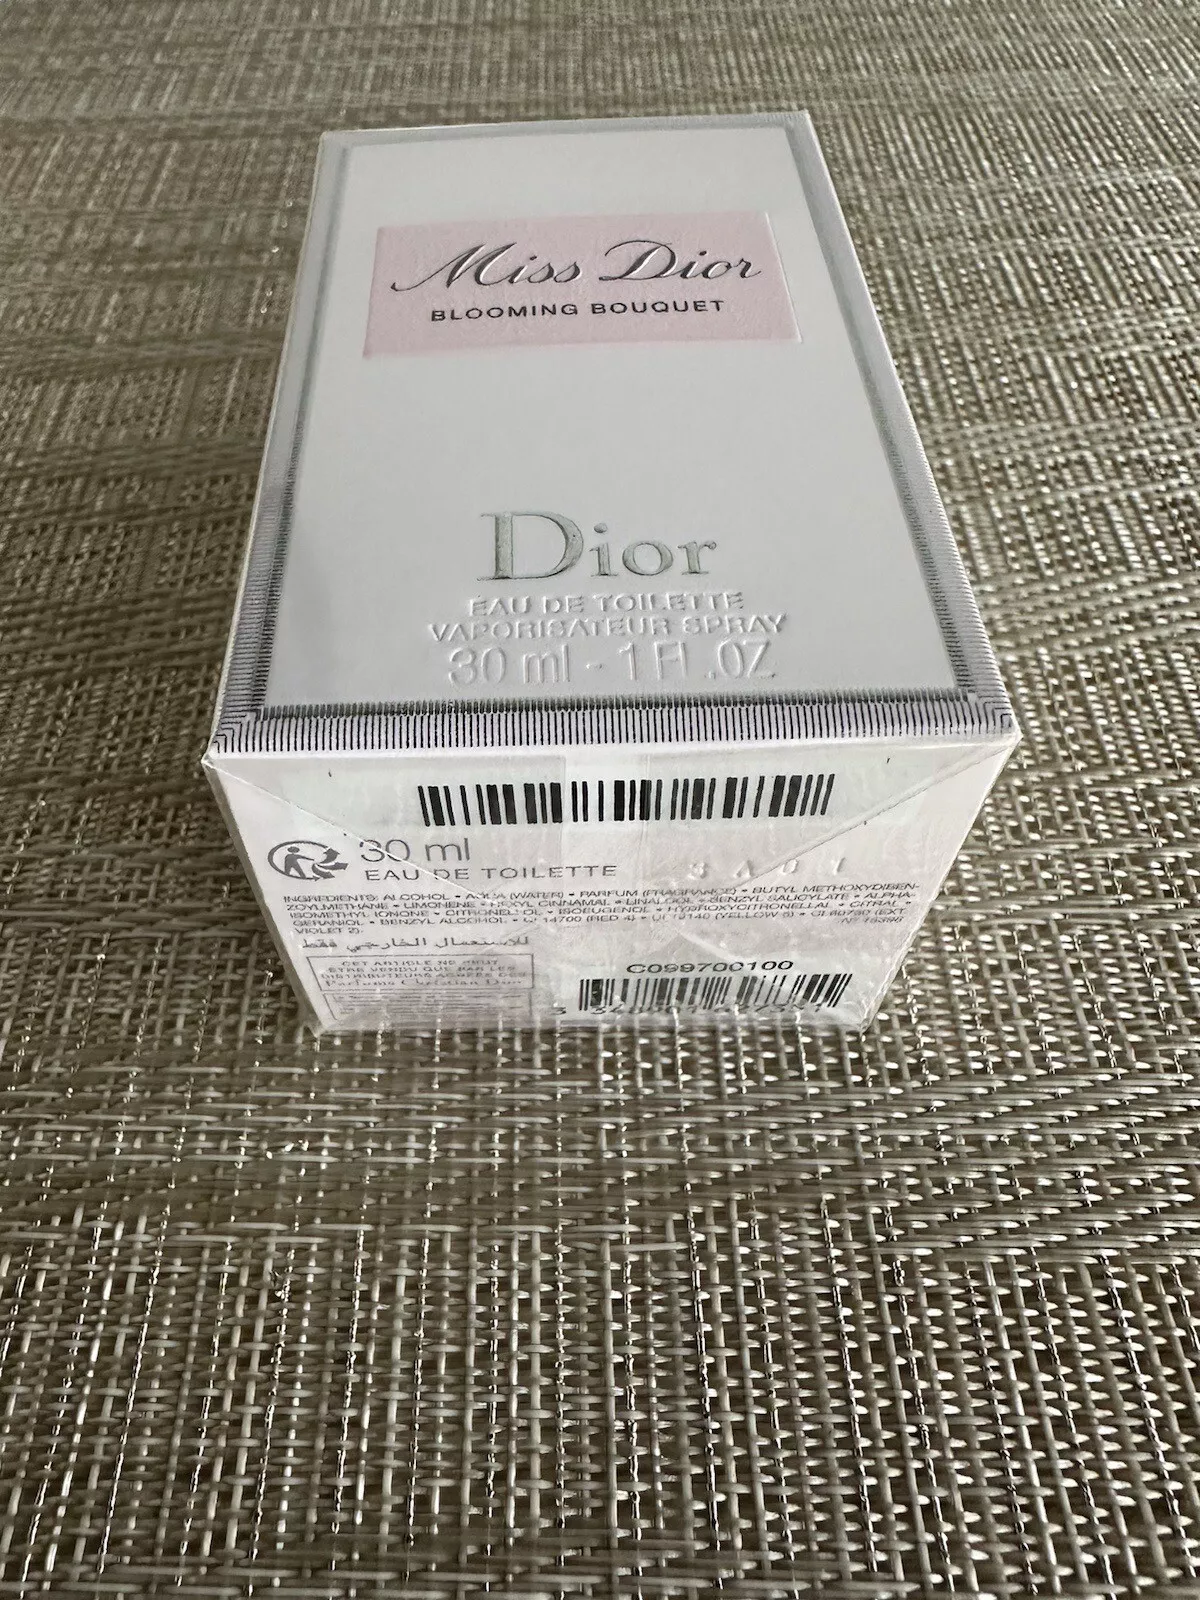 Miss Dior
BLOOMING BOUQUET
Dior
EAU DE TOILETTE
VAPORISATEUR SPRAY
30 ml - 1 Fl .OZ
30 ml
EAU DE TOILETTE
INGREDIENTS: ALCOHOL • AQUA (WATER) • PARFUM (FRAGRANCE) • BUTYL METHOXYDIBEN-
ZOYLMETHANE • LIMONENE • HEXYL CINNAMAL • LINALOOL • BENZYL SALICYLATE • ALPHA-
ISOMETHYL IONONE • CITRONELLOL • ISOEUGENOL • HYDROXYCITRONELLAL • CITRAL •
GERANIOL • BENZYL ALCOHOL • CI 14700 (RED 4) • CI 19140 (YELLOW 5) • CI 60730 (EXT.
VIOLET 2).
للاستعمال الخارجي فقط
CET ARTICLE NE PEUT
ÊTRE VENDU QUE PAR LES
DISTRIBUTEURS AGRÉÉS DES
Parfums Christian Dior
C099700100